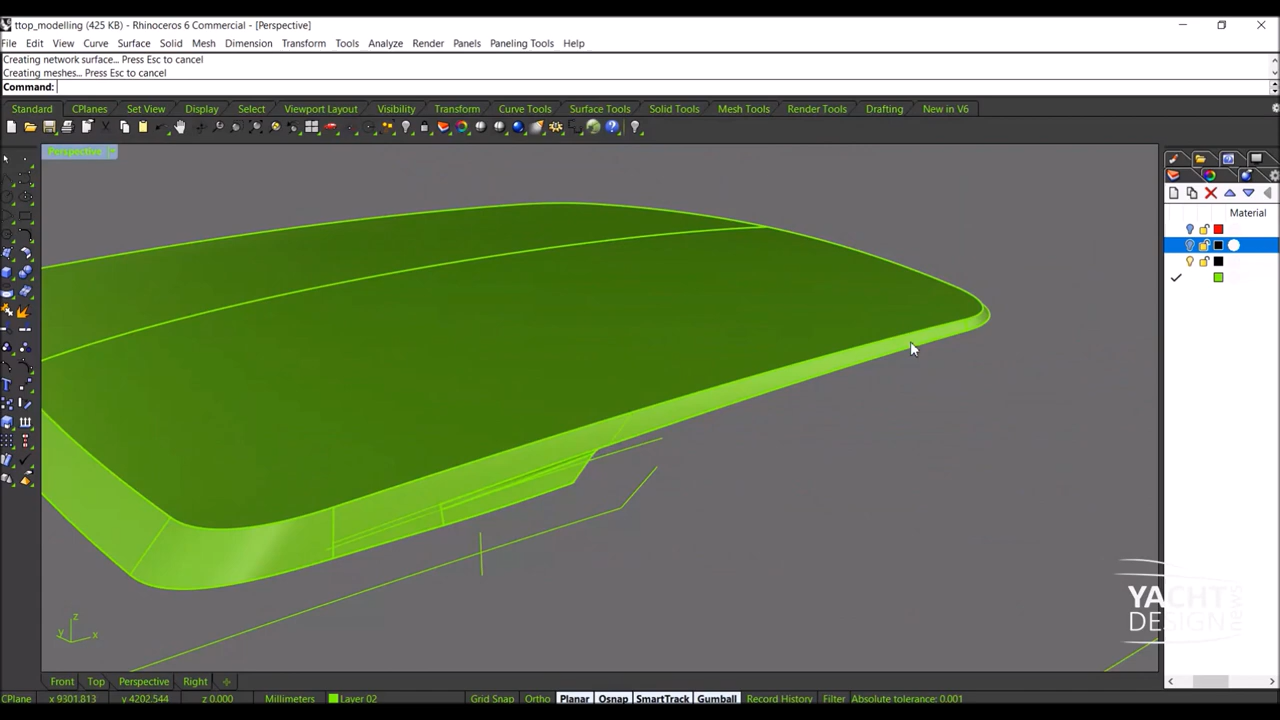 ttop_modelling (425 KB) - Rhinoceros 6 Commercial - [Perspective]
File Edit View Curve Surface Solid Mesh Dimension Transform Tools Analyze Render Panels Paneling Tools Help
Creating network surface... Press Esc to cancel
Creating meshes... Press Esc to cancel
Command:
Standard CPlanes Set View Display Select Viewport Layout Visibility Transform Curve Tools Surface Tools Solid Tools Mesh Tools Render Tools Drafting New in V6
Perspective
Material
z
y x
YACHT
DESIGN news
Front Top Perspective Right
CPlane x 9301.813 y 4202.544 z 0.000 Millimeters Layer 02 Grid Snap Ortho Planar Osnap SmartTrack Gumball Record History Filter Absolute tolerance: 0.001